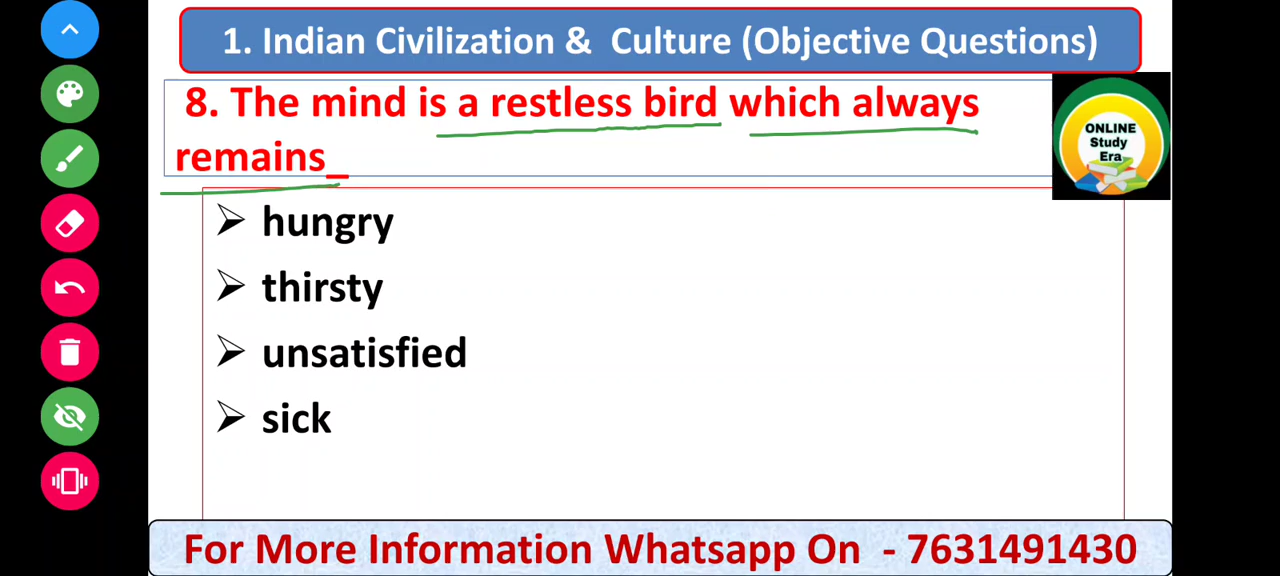 1. Indian Civilization & Culture (Objective Questions)
8. The mind is a restless bird which always
remains_
ONLINE
Study
Era
➢ hungry
➢ thirsty
➢ unsatisfied
➢ sick
For More Information Whatsapp On - 7631491430